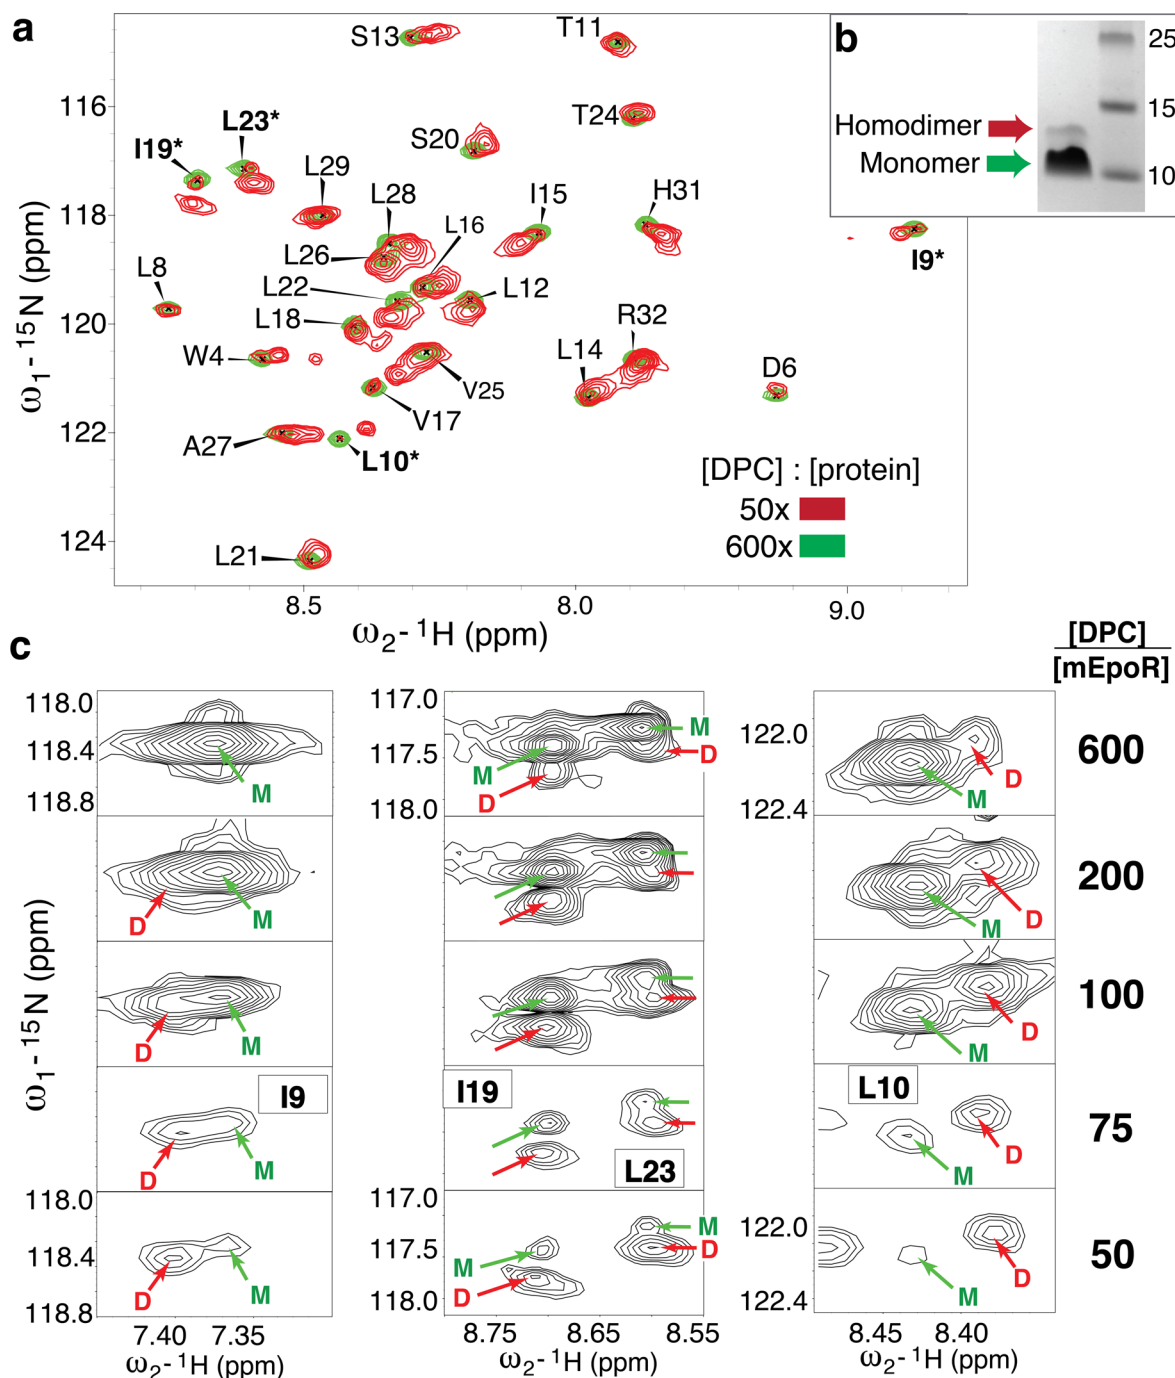 a
b
S13
T11
25
116
L23*
T24
15
Homodimer
I19*
S20
Monomer
10
L29
L28
I15
H31
118
L16
L26
I9*
L8
L22
L12
120
L18
R32
W4
L14
D6
V25
V17
122
A27
L10*
[DPC] : [protein]
50x
600x
124
L21
ω1 - 15N (ppm)
8.5 8.0 9.0
ω2 - 1H (ppm)
c
[DPC]
[mEpoR]
118.0 117.0
M
122.0
D
600
118.4 117.5
M D
M
M
D
118.8 118.0
122.4
200
D
M
M
D
100
D
M
D
M
ω1 - 15N (ppm)
I9 I19 L10
75
D
M
L23
D
M
118.0 117.0
M
122.0
118.4 117.5
D
50
M
D
D
M
D
M
118.8 118.0
122.4
7.40 7.35 8.75 8.65 8.55 8.45 8.40
ω2 - 1H (ppm) ω2 - 1H (ppm) ω2 - 1H (ppm)